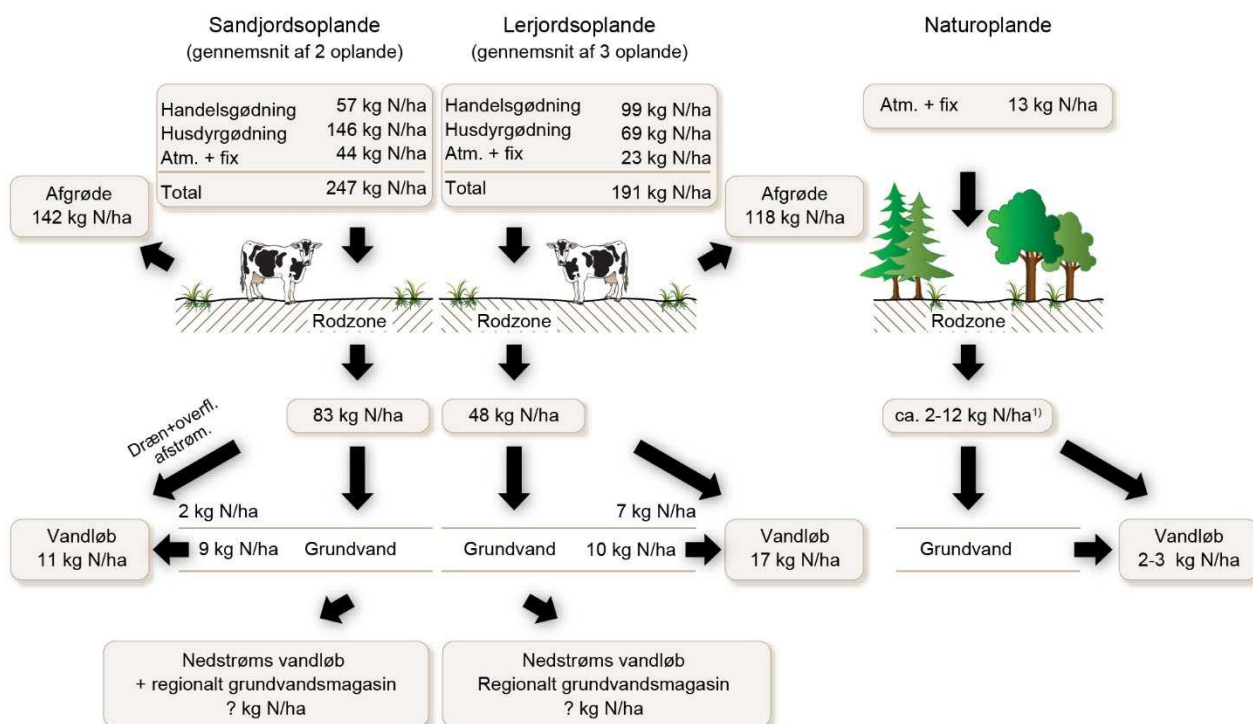 Sandjordsoplande
(gennemsnit af 2 oplande)
Lerjordsoplande
(gennemsnit af 3 oplande)
Naturoplande
Handelsgødning 57 kg N/ha
Husdyrgødning 146 kg N/ha
Atm. + fix 44 kg N/ha
Total 247 kg N/ha
Handelsgødning 99 kg N/ha
Husdyrgødning 69 kg N/ha
Atm. + fix 23 kg N/ha
Total 191 kg N/ha
Atm. + fix 13 kg N/ha
Afgrøde
142 kg N/ha
Afgrøde
118 kg N/ha
Rodzone
Rodzone
Rodzone
83 kg N/ha
48 kg N/ha
ca. 2-12 kg N/ha¹⁾
Dræn+overfl.
afstrøm.
2 kg N/ha
7 kg N/ha
Vandløb
11 kg N/ha
9 kg N/ha
Grundvand
Grundvand
10 kg N/ha
Vandløb
17 kg N/ha
Grundvand
Vandløb
2-3 kg N/ha
Nedstrøms vandløb
+ regionalt grundvandsmagasin
? kg N/ha
Nedstrøms vandløb
Regionalt grundvandsmagasin
? kg N/ha